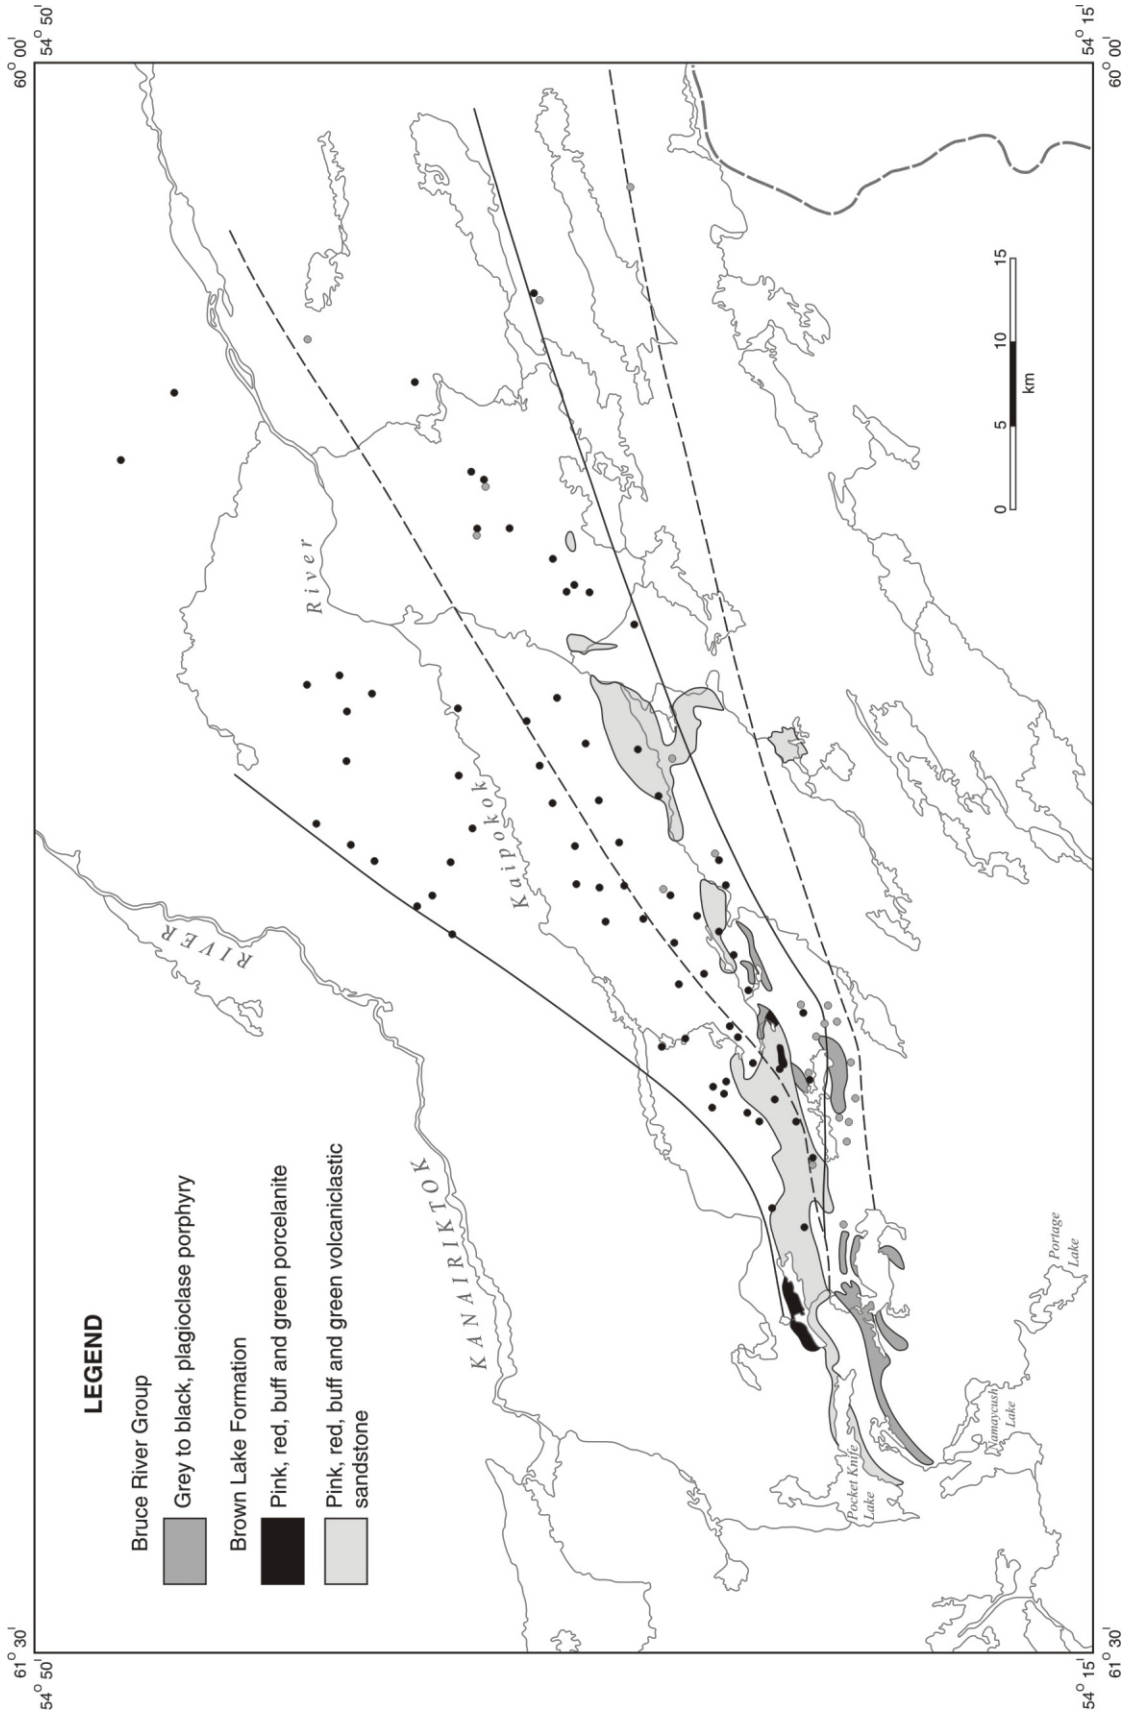 61° 30'
54° 50'
60° 00'
54° 50'
LEGEND
Bruce River Group
Grey to black, plagioclase porphyry
Brown Lake Formation
Pink, red, buff and green porcelanite
Pink, red, buff and green volcaniclastic
sandstone
KANAIRIKTOK
RIVER
Kaipokok
River
Pocket Knife
Lake
Namaycush
Lake
Portage
Lake
0
5
10
15
km
54° 15'
61° 30'
54° 15'
60° 00'